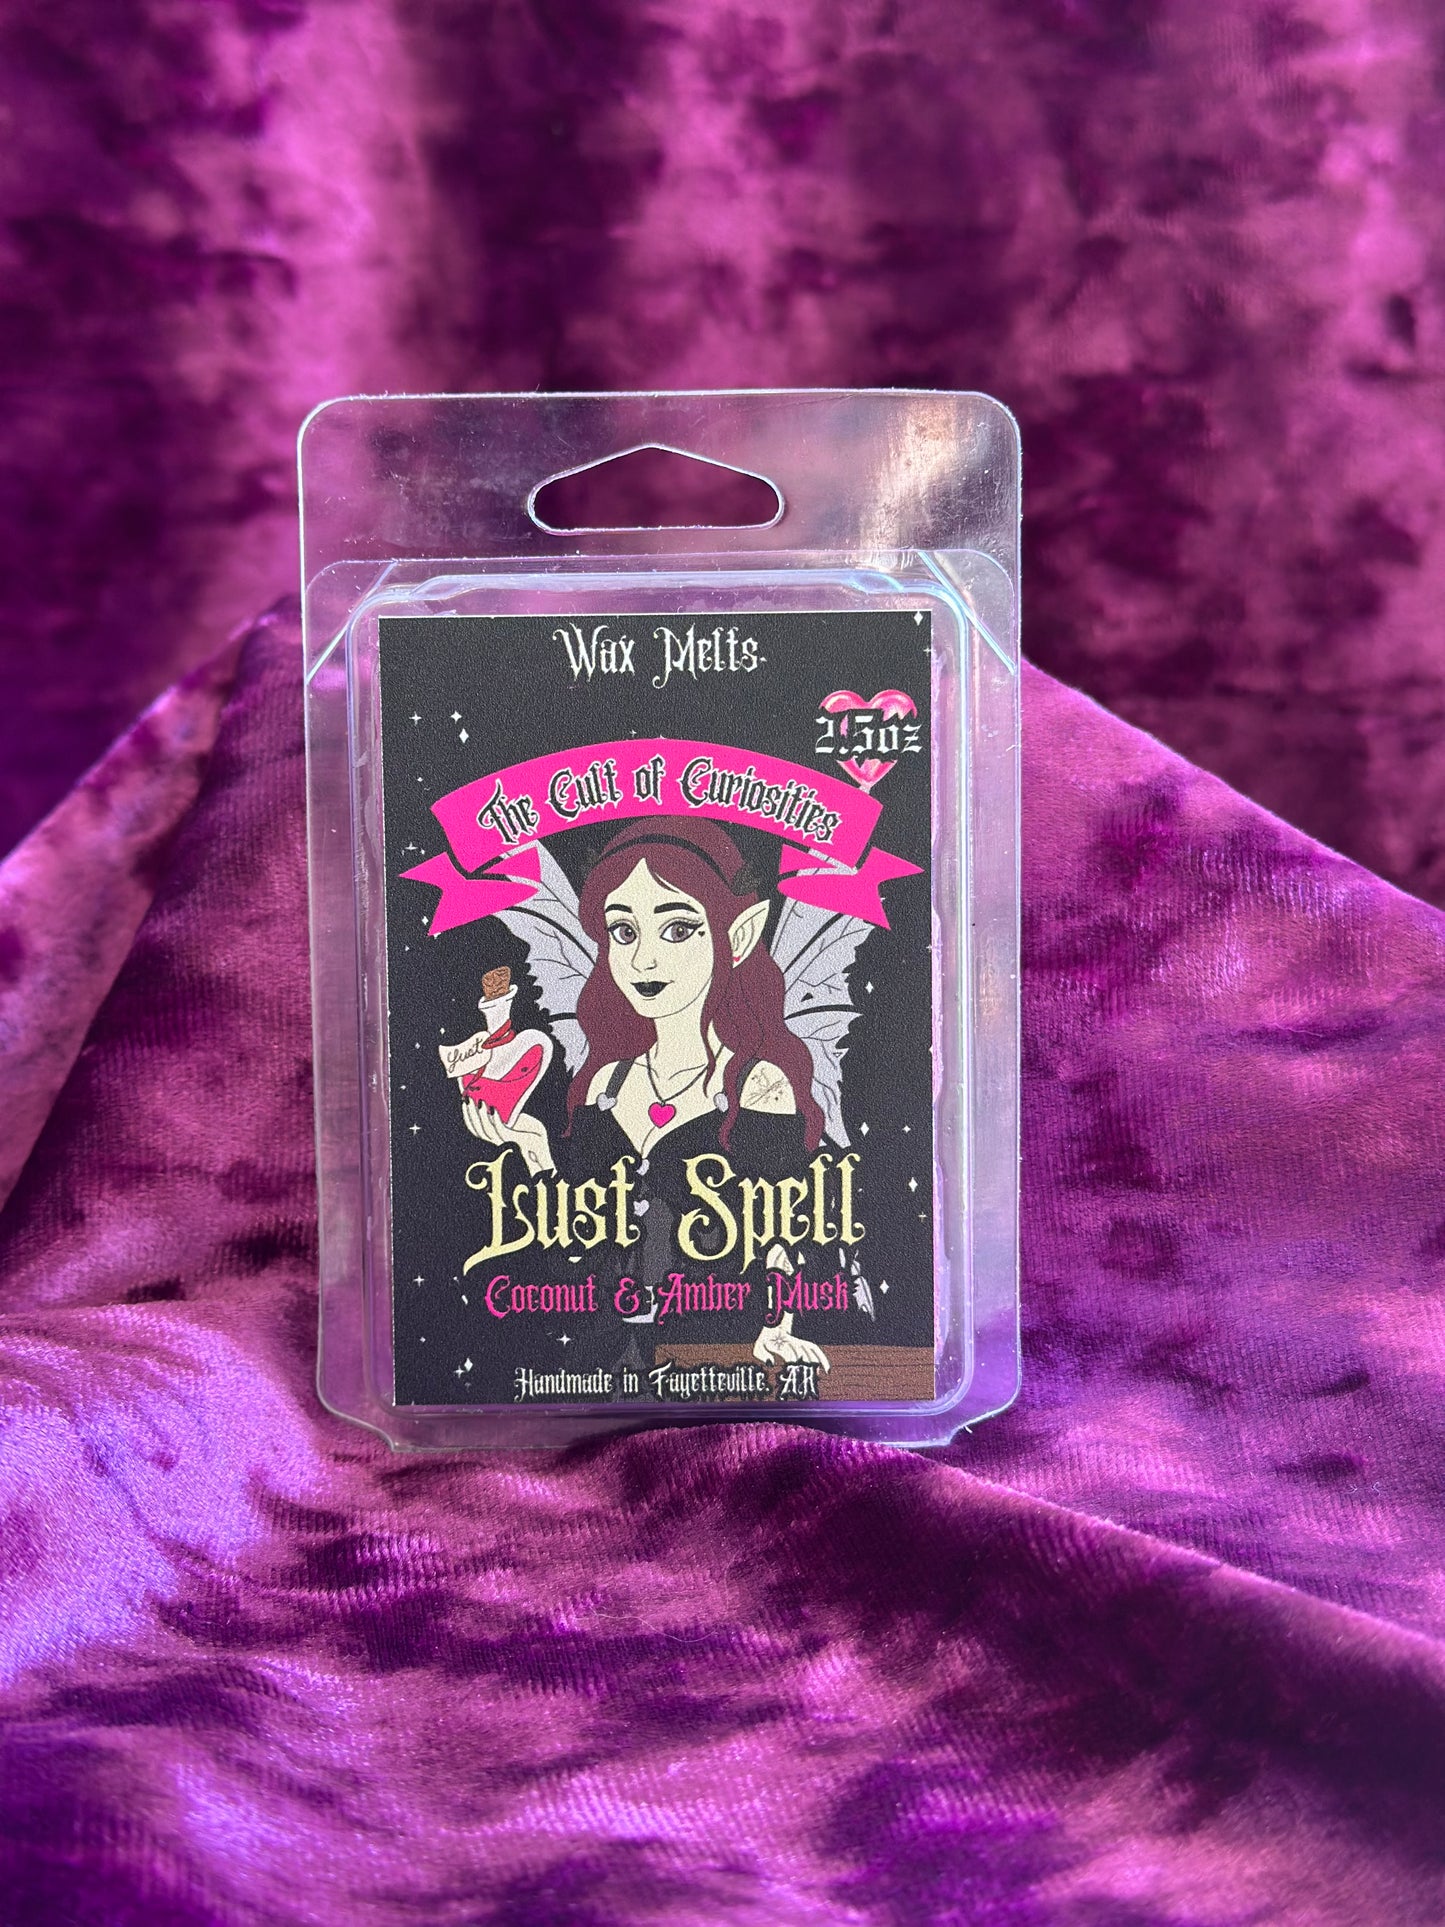 Wax Melts
2.5oz
The Cult of Curiosities
Lust
Lust Spell
Coconut & Amber Musk
Handmade in Fayetteville, AR